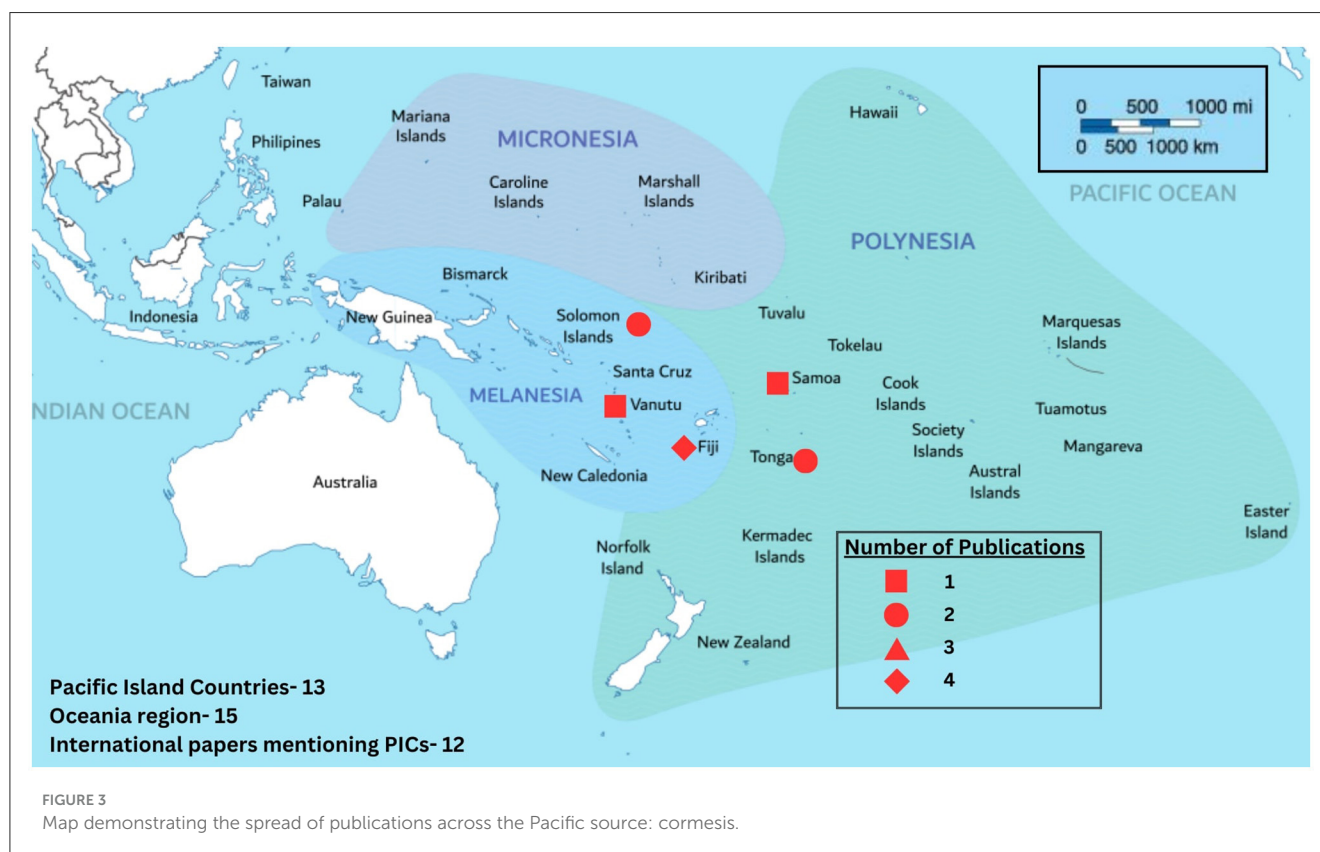 Taiwan
Philipines
Palau
Mariana
Islands
MICRONESIA
Caroline
Islands
Marshall
Islands
Kiribati
Hawaii
0 500 1000 mi
0 500 1000 km
PACIFIC OCEAN
POLYNESIA
Bismarck
Indonesia
New Guinea
Solomon
Islands
Tuvalu
Tokelau
Marquesas
Islands
Santa Cruz
Samoa
Cook
Islands
MELANESIA
Vanutu
NDIAN OCEAN
Tuamotus
Society
Islands
Fiji
Tonga
Mangareva
New Caledonia
Austral
Islands
Australia
Easter
Island
Norfolk
Island
Kermadec
Islands
New Zealand
Number of Publications
1
2
3
4
Pacific Island Countries- 13
Oceania region- 15
International papers mentioning PICs- 12
FIGURE 3
Map demonstrating the spread of publications across the Pacific source: cormesis.